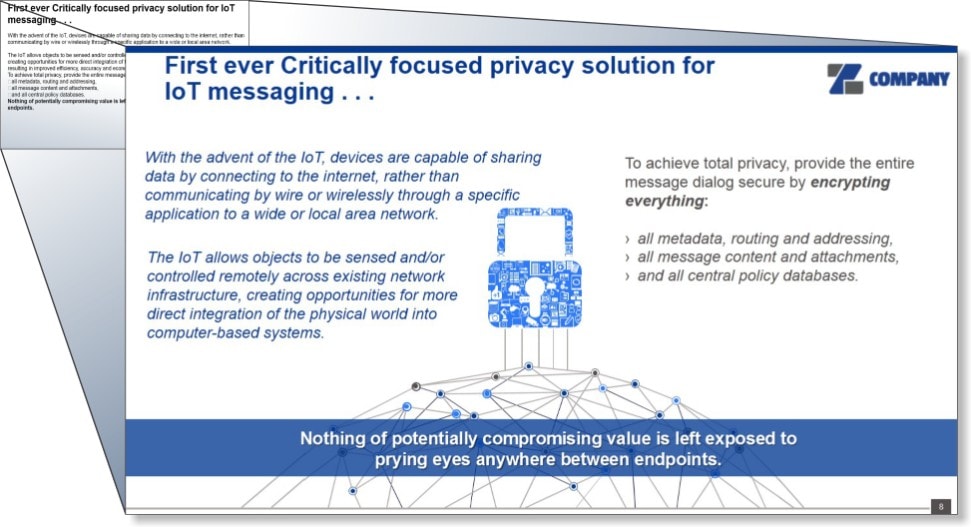 First ever Critically focused privacy solution for IoT
messaging . . .
With the advent of the IoT, devices are capable of sharing data by connecting to the internet, rather than
communicating by wire or wirelessly through a specific application to a wide or local area network.
The IoT allows objects to be sensed and/or controlle
creating opportunities for more direct integration of t
resulting in improved efficiency, accuracy and econo
To achieve total privacy, provide the entire message
all metadata, routing and addressing,
all message content and attachments,
and all central policy databases.
Nothing of potentially compromising value is left
endpoints.
First ever Critically focused privacy solution for
IoT messaging . . .
COMPANY
With the advent of the IoT, devices are capable of sharing
data by connecting to the internet, rather than
communicating by wire or wirelessly through a specific
application to a wide or local area network.
The IoT allows objects to be sensed and/or
controlled remotely across existing network
infrastructure, creating opportunities for more
direct integration of the physical world into
computer-based systems.
To achieve total privacy, provide the entire
message dialog secure by encrypting
everything:
› all metadata, routing and addressing,
› all message content and attachments,
› and all central policy databases.
Nothing of potentially compromising value is left exposed to
prying eyes anywhere between endpoints.
8